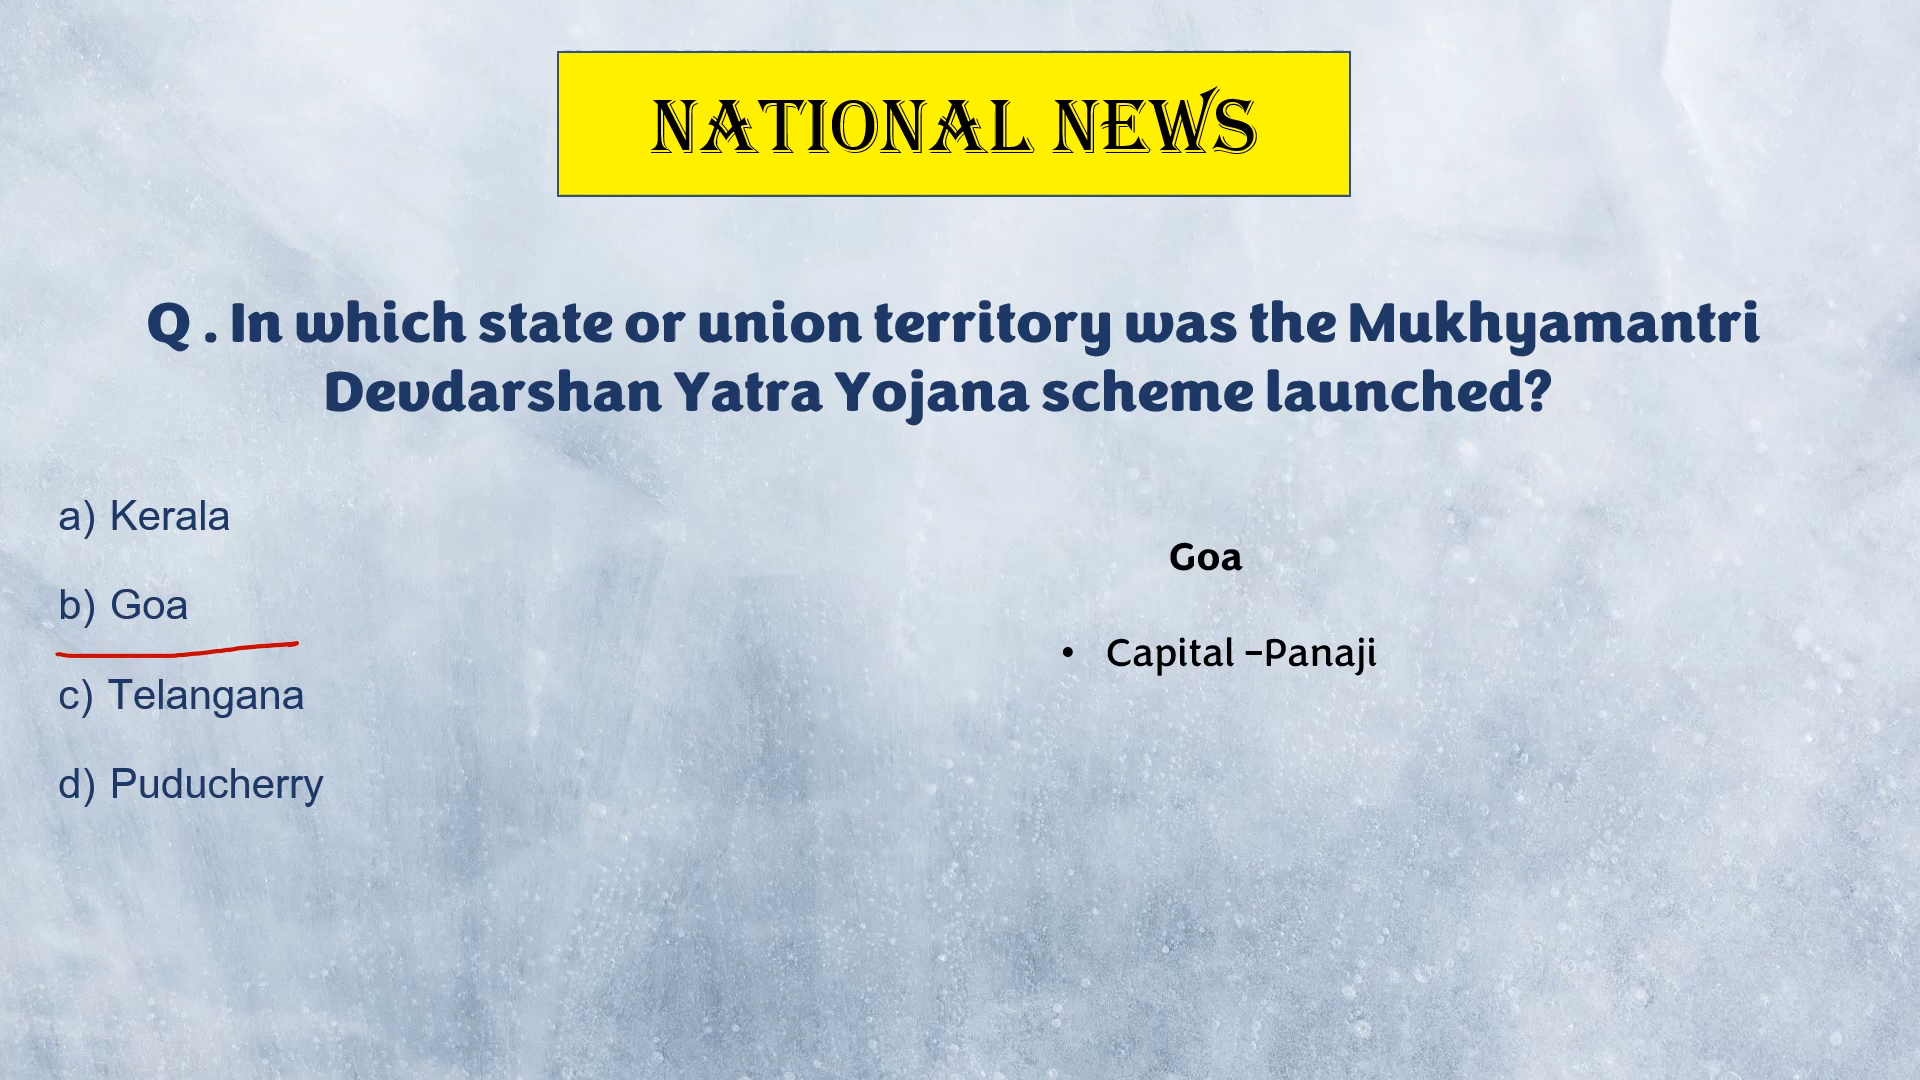 NATIONAL NEWS
Q . In which state or union territory was the Mukhyamantri
Devdarshan Yatra Yojana scheme launched?
a) Kerala
b) Goa
c) Telangana
d) Puducherry
Goa
• Capital –Panaji